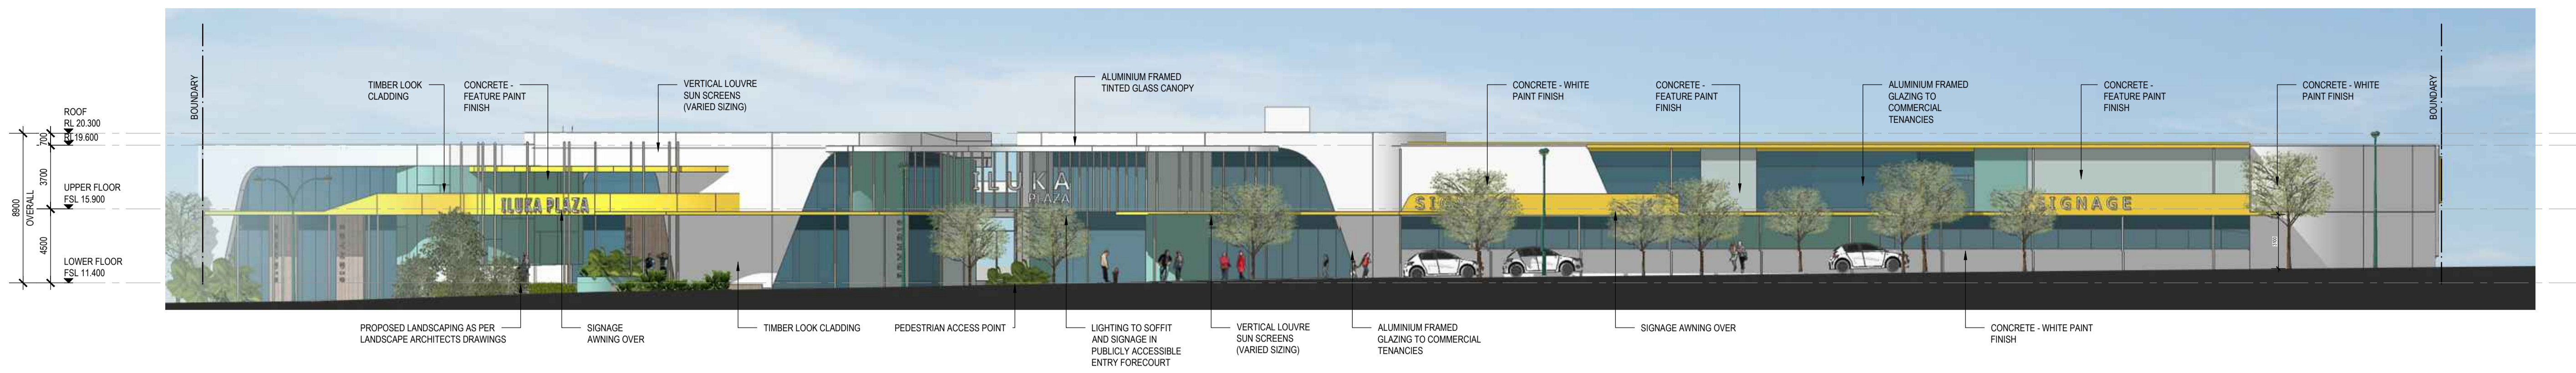 BOUNDARY
TIMBER LOOK
CLADDING
CONCRETE -
FEATURE PAINT
FINISH
VERTICAL LOUVRE
SUN SCREENS
(VARIED SIZING)
ALUMINIUM FRAMED
TINTED GLASS CANOPY
CONCRETE - WHITE
PAINT FINISH
CONCRETE -
FEATURE PAINT
FINISH
ALUMINIUM FRAMED
GLAZING TO
COMMERCIAL
TENANCIES
CONCRETE -
FEATURE PAINT
FINISH
CONCRETE - WHITE
PAINT FINISH
BOUNDARY
ROOF
RL 20.300
RL 19.600
UPPER FLOOR
FSL 15.900
LOWER FLOOR
FSL 11.400
8900
OVERALL
700
3700
4500
ILUKA PLAZA
ILUKA
PLAZA
SIGNAGE
PROPOSED LANDSCAPING AS PER
LANDSCAPE ARCHITECTS DRAWINGS
SIGNAGE
AWNING OVER
TIMBER LOOK CLADDING
PEDESTRIAN ACCESS POINT
LIGHTING TO SOFFIT
AND SIGNAGE IN
PUBLICLY ACCESSIBLE
ENTRY FORECOURT
VERTICAL LOUVRE
SUN SCREENS
(VARIED SIZING)
ALUMINIUM FRAMED
GLAZING TO COMMERCIAL
TENANCIES
SIGNAGE AWNING OVER
CONCRETE - WHITE PAINT
FINISH